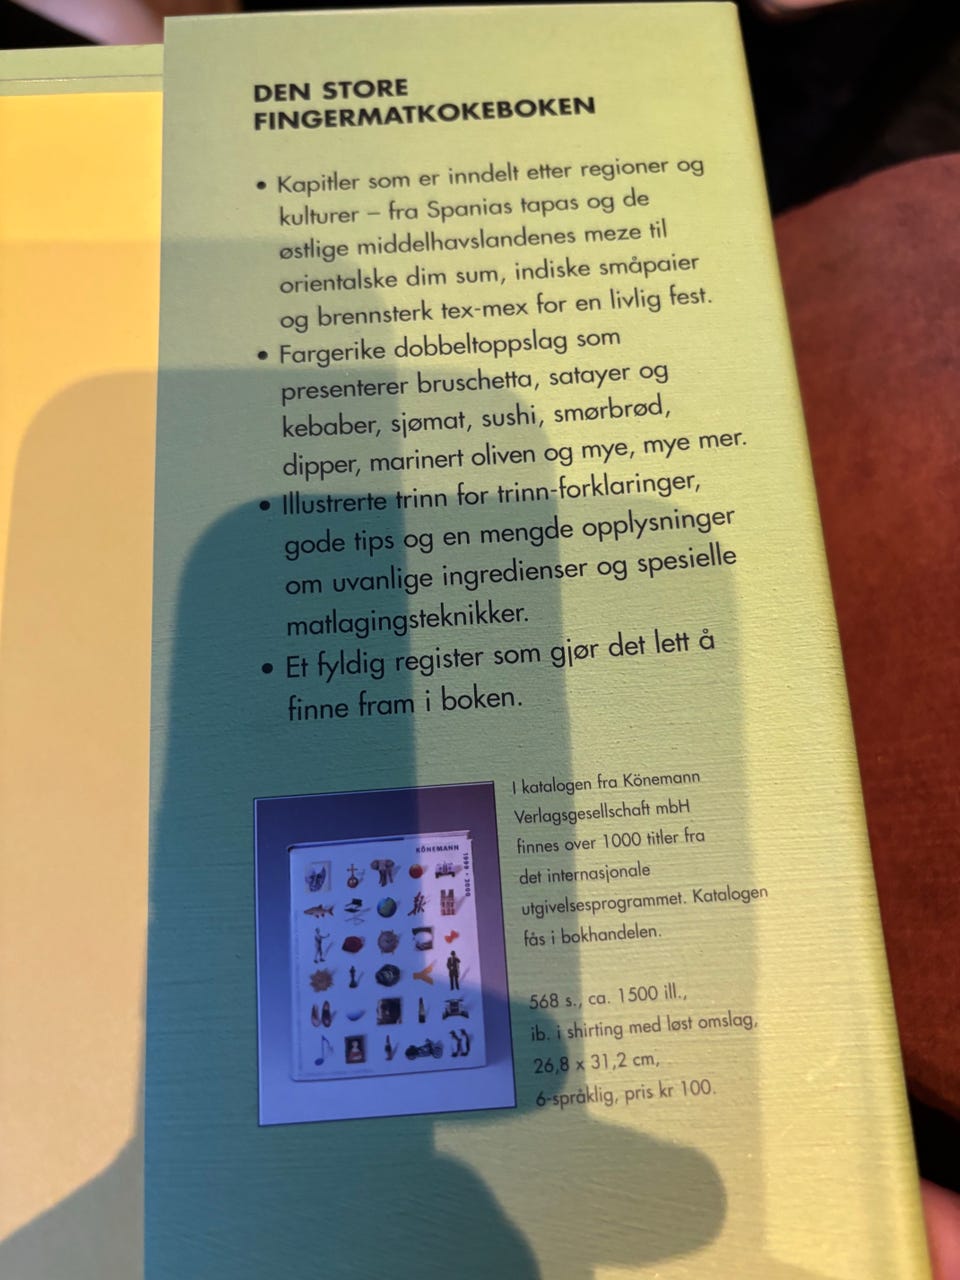 DEN STORE
FINGERMATKOKEBOKEN
• Kapitler som er inndelt etter regioner og
kulturer – fra Spanias tapas og de
østlige middelhavslandenes meze til
orientalske dim sum, indiske småpaier
og brennsterk tex-mex for en livlig fest.
• Fargerike dobbeltoppslag som
presenterer bruschetta, satayer og
kebaber, sjømat, sushi, smørbrød,
dipper, marinert oliven og mye, mye mer.
• Illustrerte trinn for trinn-forklaringer,
gode tips og en mengde opplysninger
om uvanlige ingredienser og spesielle
matlagingsteknikker.
• Et fyldig register som gjør det lett å
finne fram i boken.
I katalogen fra Könemann
Verlagsgesellschaft mbH
finnes over 1000 titler fra
det internasjonale
utgivelsesprogrammet. Katalogen
fås i bokhandelen.
568 s., ca. 1500 ill.,
ib. i shirting med løst omslag,
26,8 x 31,2 cm,
6-språklig, pris kr 100.
KÖNEMANN
1999 • 2000